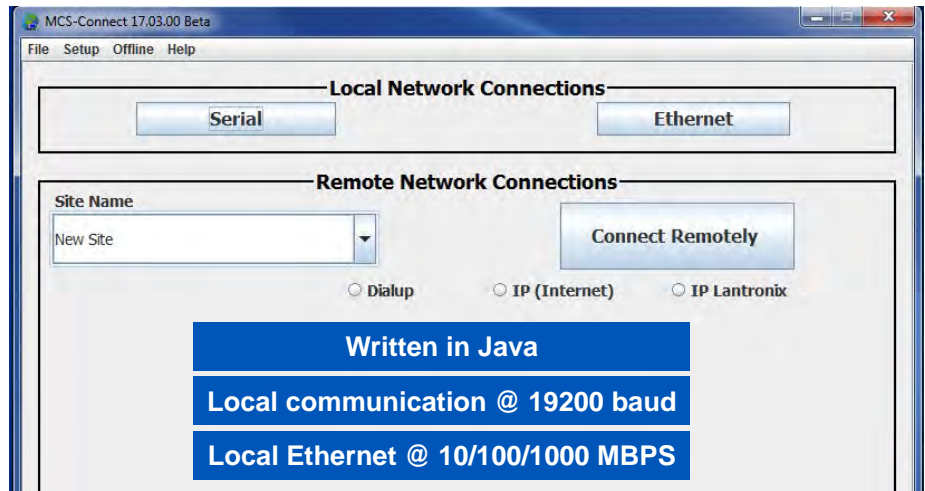 MCS-Connect 17.03.00 Beta
File Setup Offline Help
Local Network Connections
Serial Ethernet
Remote Network Connections
Site Name
New Site
Connect Remotely
Dialup IP (Internet) IP Lantronix
Written in Java
Local communication @ 19200 baud
Local Ethernet @ 10/100/1000 MBPS